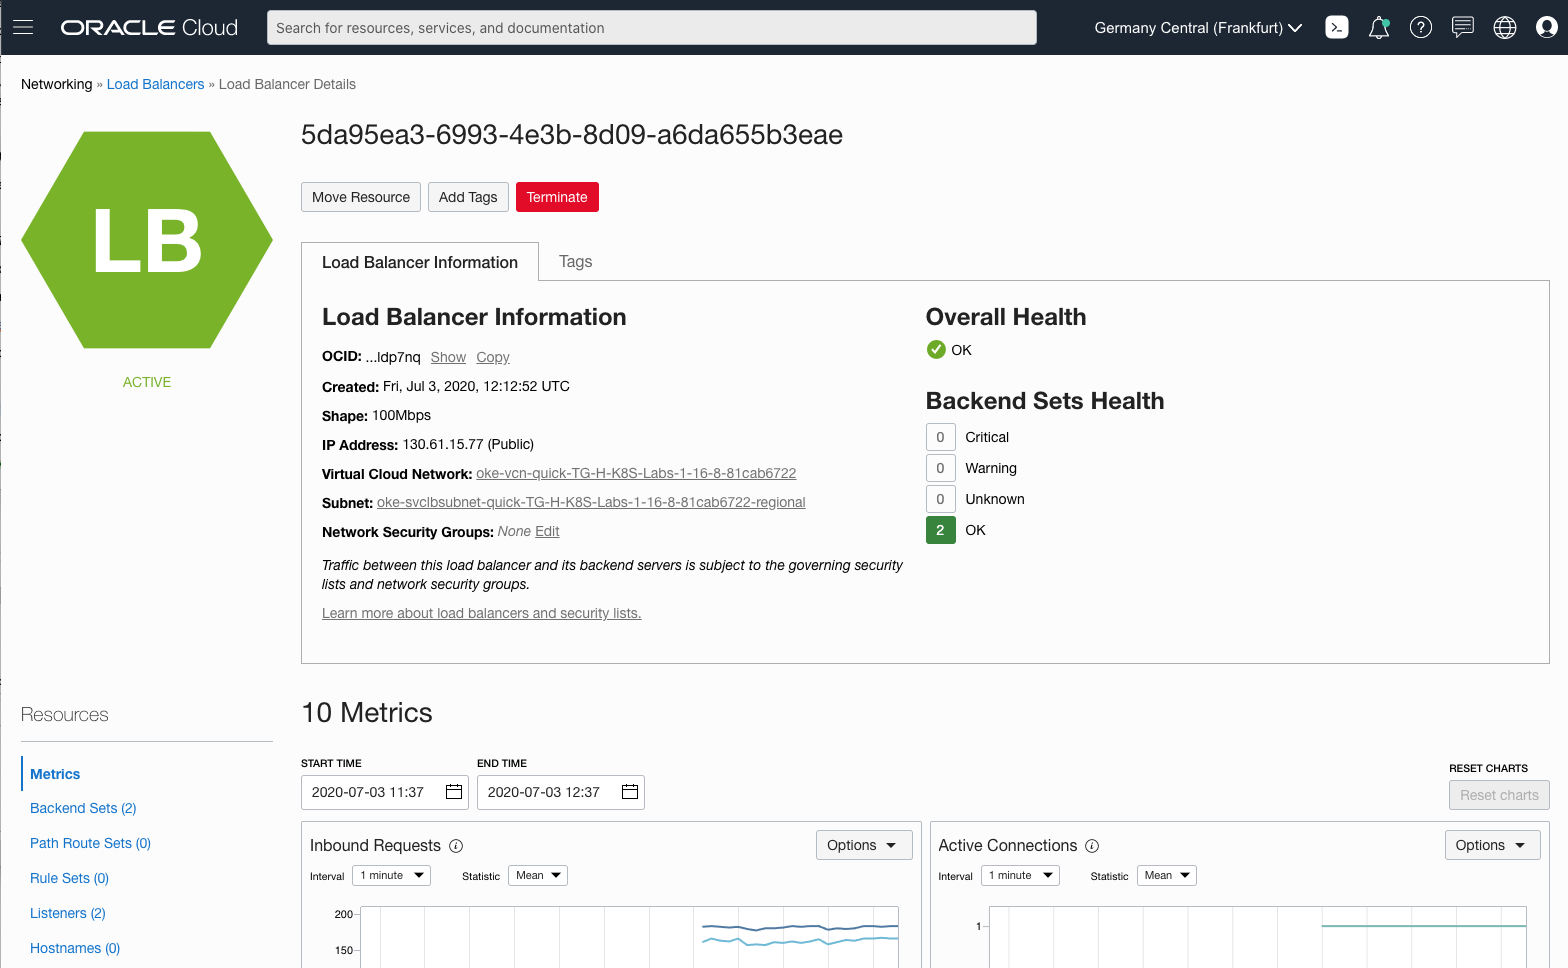 ORACLE Cloud
Search for resources, services, and documentation
Germany Central (Frankfurt)
Networking » Load Balancers » Load Balancer Details
LB
ACTIVE
5da95ea3-6993-4e3b-8d09-a6da655b3eae
Move Resource Add Tags Terminate
Load Balancer Information Tags
Load Balancer Information
OCID: ...ldp7nq Show Copy
Created: Fri, Jul 3, 2020, 12:12:52 UTC
Shape: 100Mbps
IP Address: 130.61.15.77 (Public)
Virtual Cloud Network: oke-vcn-quick-TG-H-K8S-Labs-1-16-8-81cab6722
Subnet: oke-svclbsubnet-quick-TG-H-K8S-Labs-1-16-8-81cab6722-regional
Network Security Groups: None Edit
Traffic between this load balancer and its backend servers is subject to the governing security
lists and network security groups.
Learn more about load balancers and security lists.
Overall Health
OK
Backend Sets Health
0 Critical
0 Warning
0 Unknown
2 OK
Resources
Metrics
Backend Sets (2)
Path Route Sets (0)
Rule Sets (0)
Listeners (2)
Hostnames (0)
10 Metrics
START TIME END TIME
2020-07-03 11:37 2020-07-03 12:37
RESET CHARTS
Reset charts
Inbound Requests Options
Interval 1 minute Statistic Mean
200
150
Active Connections Options
Interval 1 minute Statistic Mean
1